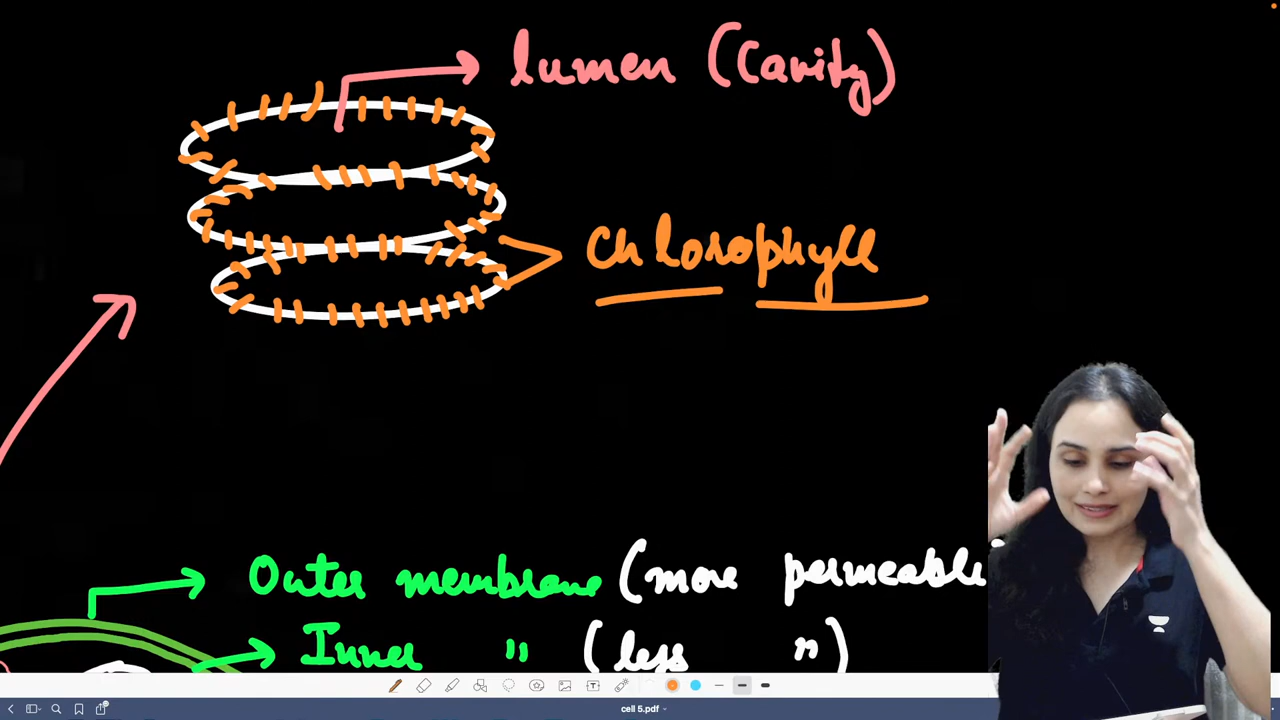 lumen (Cavity)
Chlorophyll
Outer membrane (more permeable
Inner " (less ")
cell 5.pdf